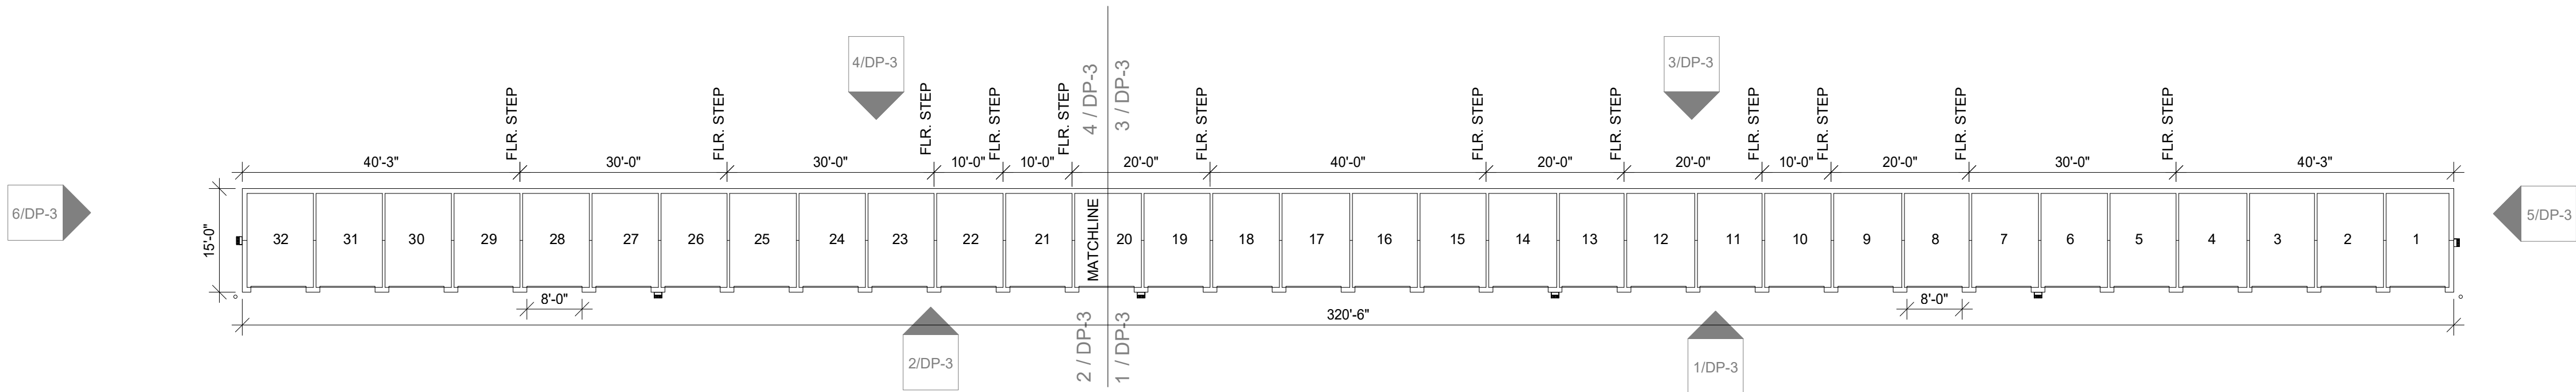 4/DP-3
3/DP-3
4 / DP-3
3 / DP-3
FLR. STEP
FLR. STEP
FLR. STEP
FLR. STEP
FLR. STEP
FLR. STEP
FLR. STEP
FLR. STEP
FLR. STEP
FLR. STEP
FLR. STEP
FLR. STEP
40'-3" 30'-0" 30'-0" 10'-0" 10'-0" 20'-0" 40'-0" 20'-0" 20'-0" 10'-0" 20'-0" 30'-0" 40'-3"
6/DP-3
5/DP-3
15'-0"
32 31 30 29 28 27 26 25 24 23 22 21 MATCHLINE 20 19 18 17 16 15 14 13 12 11 10 9 8 7 6 5 4 3 2 1
8'-0" 8'-0"
320'-6"
2 / DP-3
1 / DP-3
2/DP-3
1/DP-3